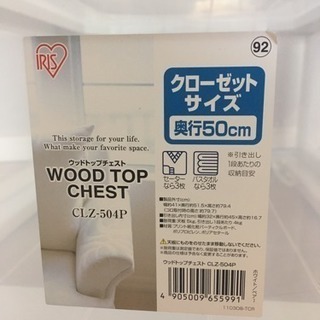 92
IRIS
クローゼット
サイズ
奥行50cm
This storage for your life.
What make your favorite space.
ウッドトップチェスト
WOOD TOP
CHEST
CLZ-504P
※引き出し
1段あたりの
収納目安
セーター
なら3枚
バスタオル
なら3枚
ウッドトップチェスト CLZ-504P
4 905009 655991